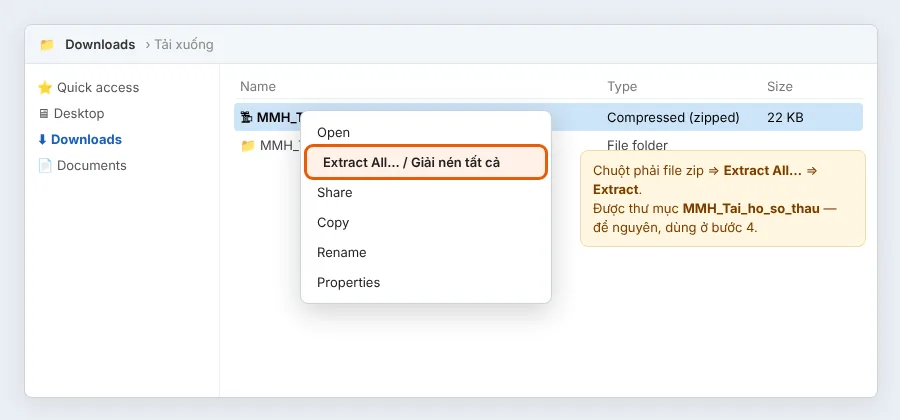 Downloads › Tải xuống
Quick access
Desktop
Downloads
Documents
Name Type Size
MMH_T Compressed (zipped) 22 KB
MMH_ File folder
Open
Extract All... / Giải nén tất cả
Share
Copy
Rename
Properties
Chuột phải file zip ⇒ Extract All... ⇒
Extract.
Được thư mục MMH_Tai_ho_so_thau —
để nguyên, dùng ở bước 4.